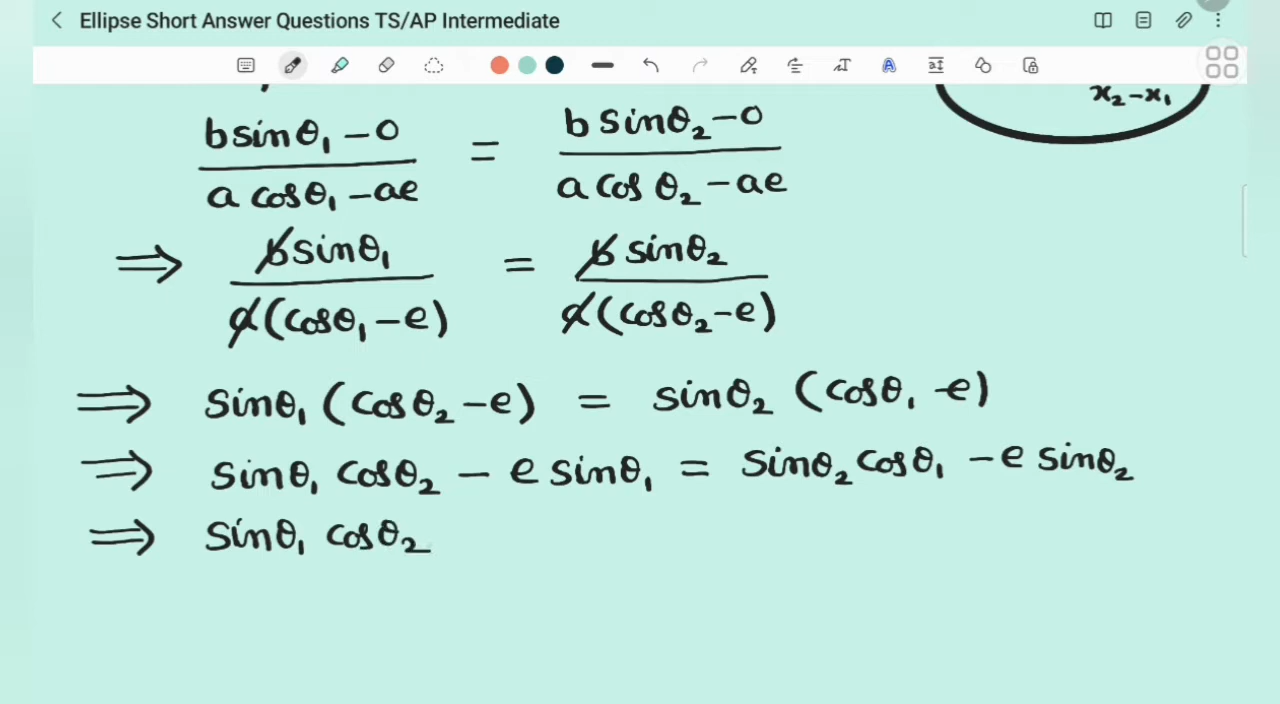 Ellipse Short Answer Questions TS/AP Intermediate
x₂ - x₁
(b sinθ₁ - 0)/(a cosθ₁ - ae) = (b sinθ₂ - 0)/(a cosθ₂ - ae)
⇒ b sinθ₁/(a(cosθ₁ - e)) = b sinθ₂/(a(cosθ₂ - e))
⇒ sinθ₁ (cosθ₂ - e) = sinθ₂ (cosθ₁ - e)
⇒ sinθ₁ cosθ₂ - e sinθ₁ = sinθ₂ cosθ₁ - e sinθ₂
⇒ sinθ₁ cosθ₂